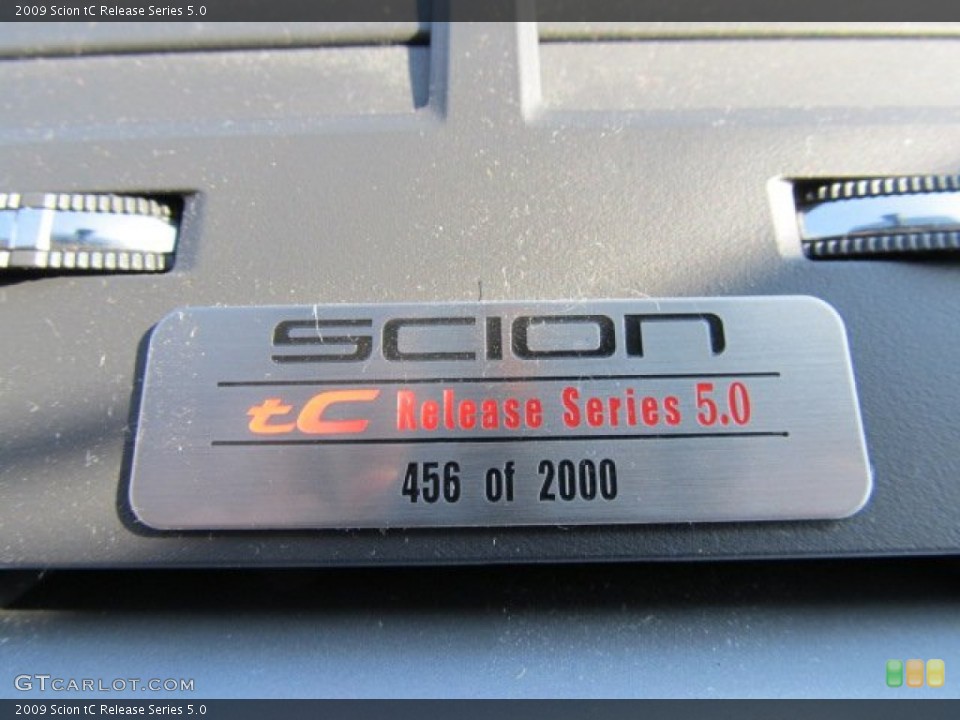 2009 Scion tC Release Series 5.0
SCION
tC Release Series 5.0
456 of 2000
GTCARLOT.COM
2009 Scion tC Release Series 5.0